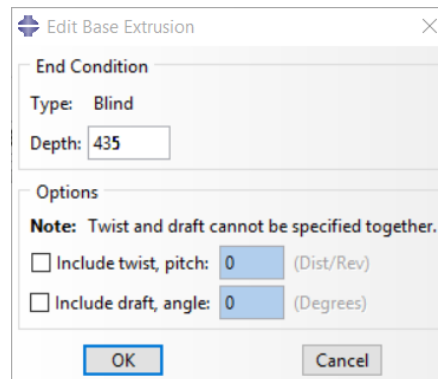 Edit Base Extrusion
End Condition
Type: Blind
Depth: 435
Options
Note: Twist and draft cannot be specified together.
Include twist, pitch: 0 (Dist/Rev)
Include draft, angle: 0 (Degrees)
OK Cancel